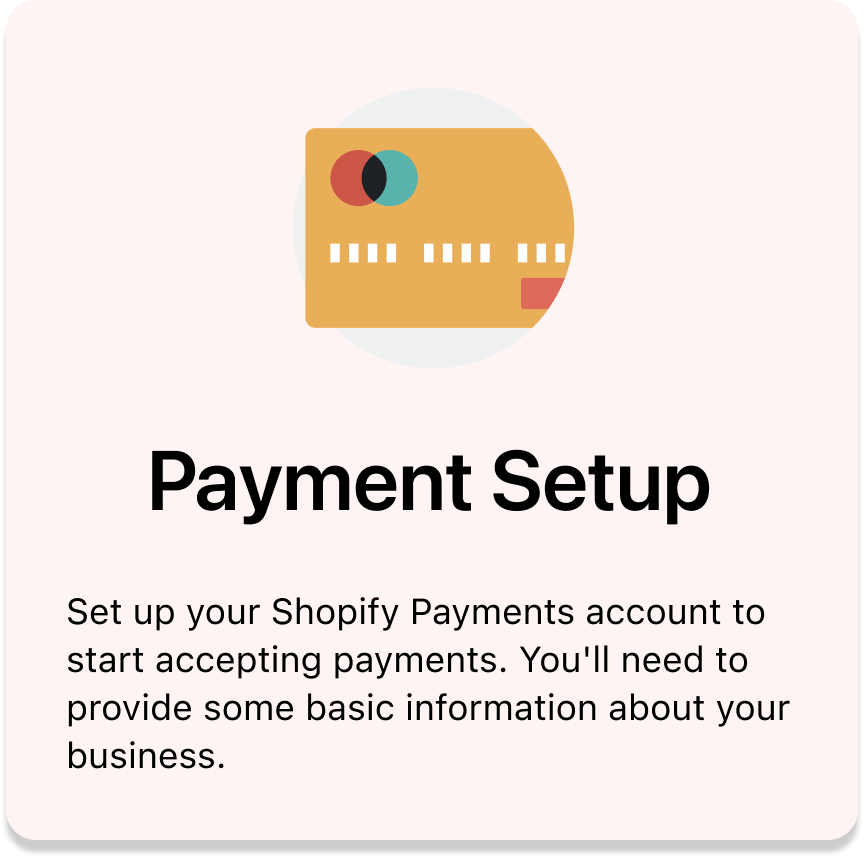 Payment Setup
Set up your Shopify Payments account to
start accepting payments. You'll need to
provide some basic information about your
business.